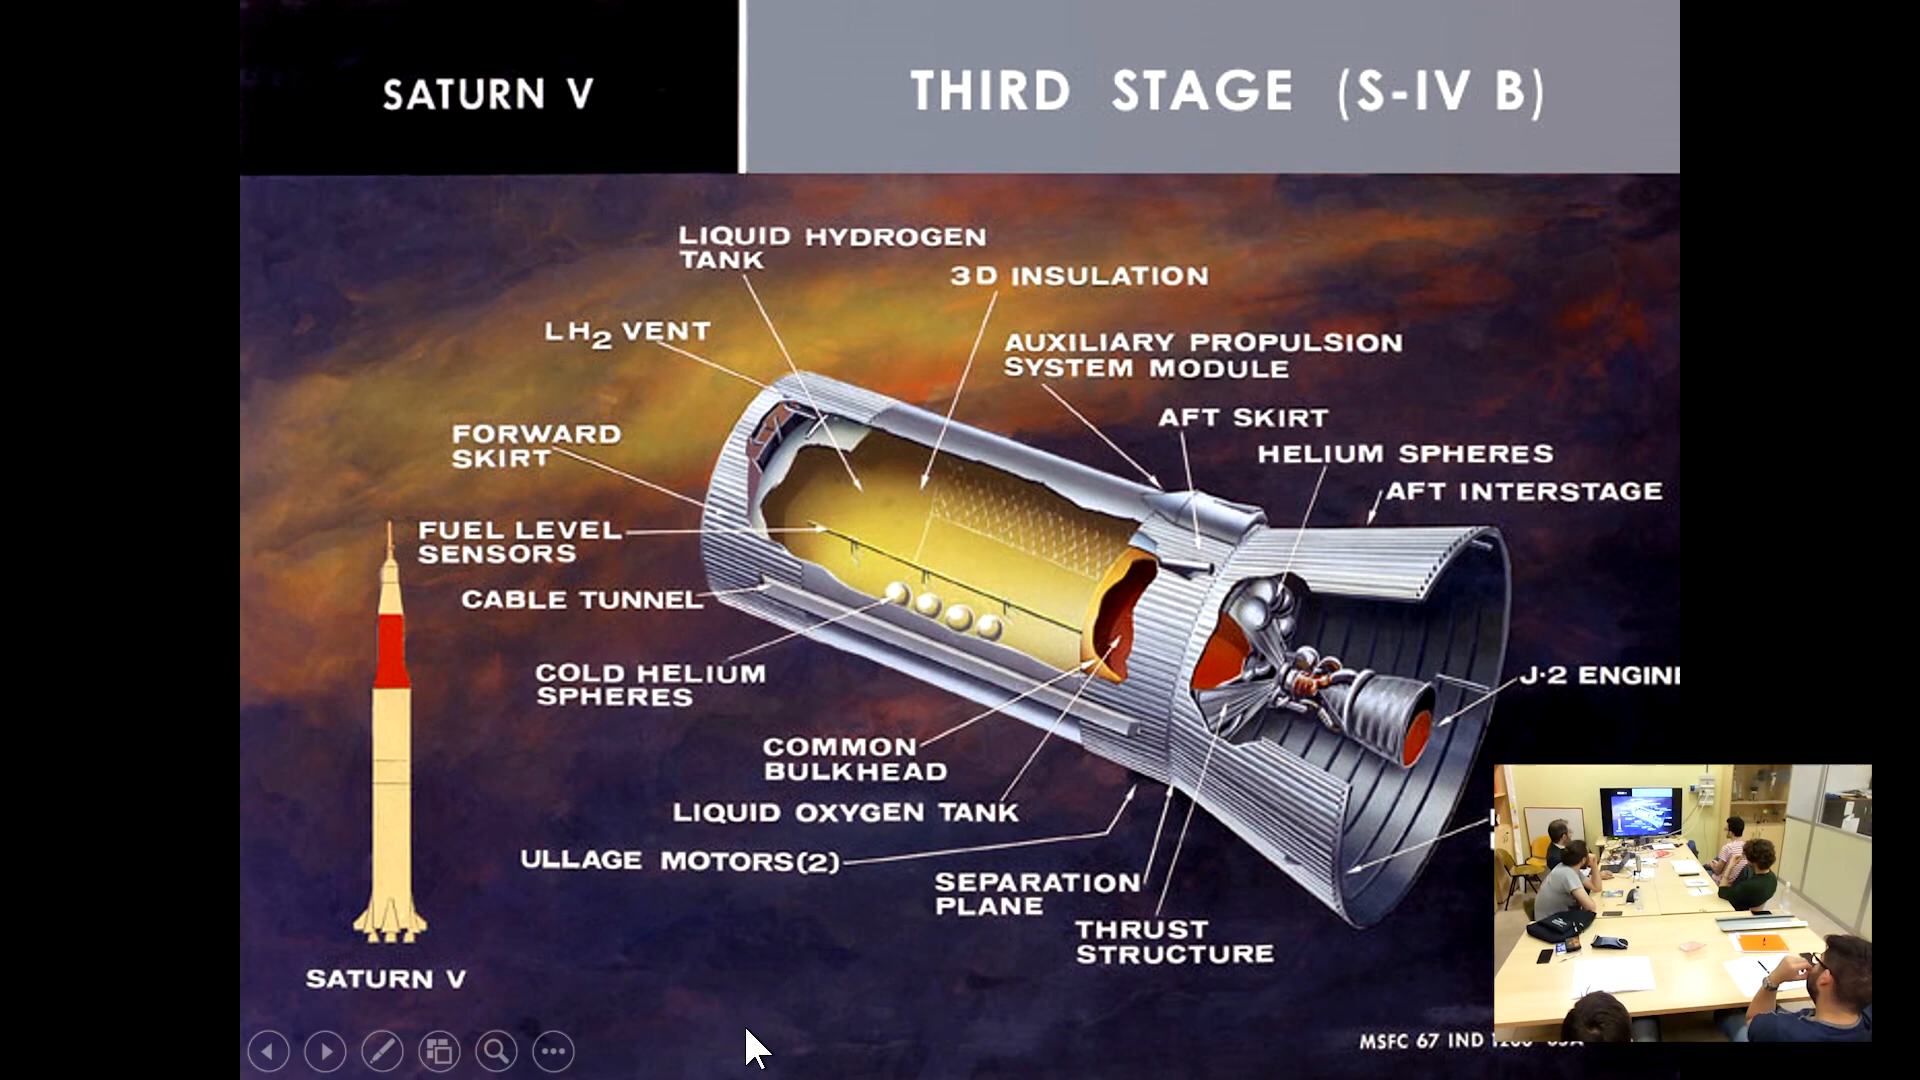 SATURN V
THIRD STAGE (S-IV B)
LIQUID HYDROGEN
TANK
3D INSULATION
LH2 VENT
AUXILIARY PROPULSION
SYSTEM MODULE
AFT SKIRT
FORWARD
SKIRT
HELIUM SPHERES
AFT INTERSTAGE
FUEL LEVEL
SENSORS
CABLE TUNNEL
COLD HELIUM
SPHERES
J-2 ENGIN
COMMON
BULKHEAD
LIQUID OXYGEN TANK
ULLAGE MOTORS(2)
SEPARATION
PLANE
THRUST
STRUCTURE
SATURN V
MSFC 67 IND